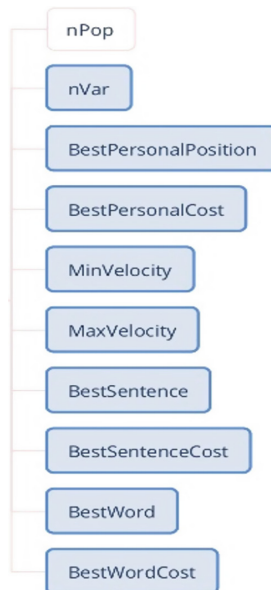 nPop
nVar
BestPersonalPosition
BestPersonalCost
MinVelocity
MaxVelocity
BestSentence
BestSentenceCost
BestWord
BestWordCost